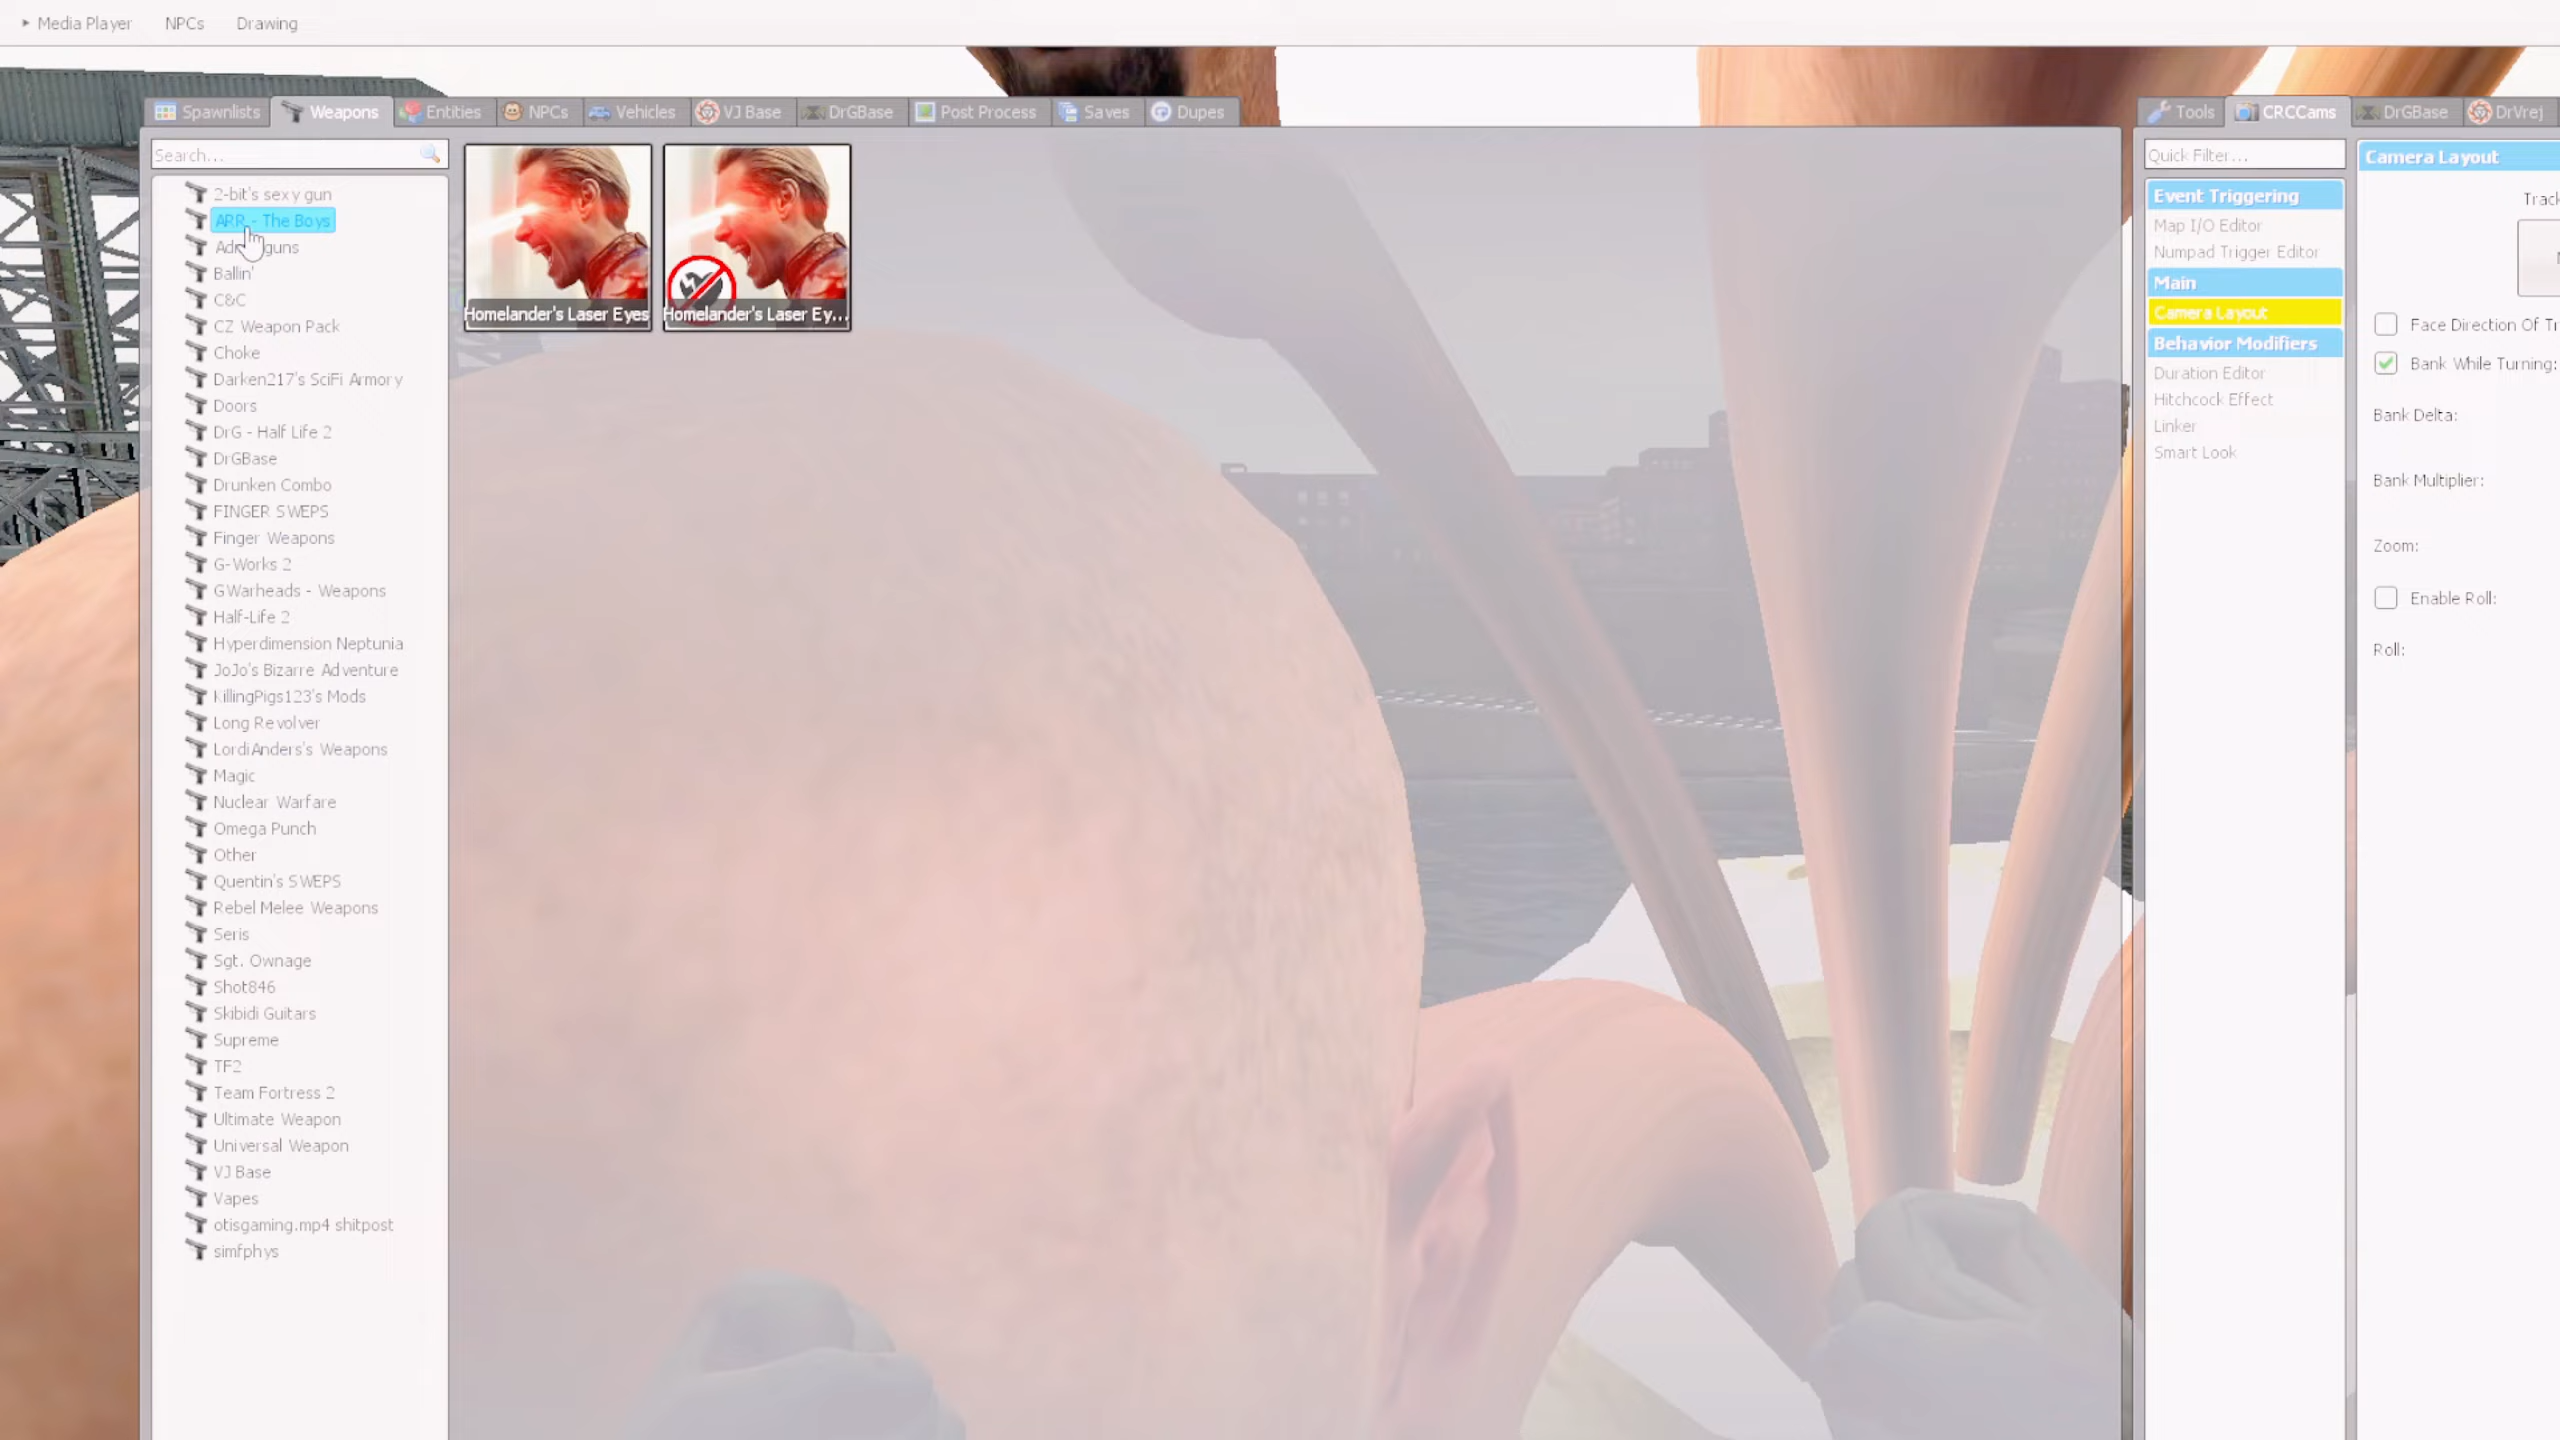 Media Player NPCs Drawing
Spawnlists Weapons Entities NPCs Vehicles VJ Base DrGBase Post Process Saves Dupes
Search...
2-bit's sexy gun
ARR - The Boys
guns
Ballin'
C&C
CZ Weapon Pack
Choke
Darken217's SciFi Armory
Doors
DrG - Half Life 2
DrGBase
Drunken Combo
FINGER SWEPS
Finger Weapons
G-Works 2
GWarheads - Weapons
Half-Life 2
Hyperdimension Neptunia
JoJo's Bizarre Adventure
KillingPigs123's Mods
Long Revolver
LordiAnders's Weapons
Magic
Nuclear Warfare
Omega Punch
Other
Quentin's SWEPS
Rebel Melee Weapons
Seris
Sgt. Ownage
Shot846
Skibidi Guitars
Supreme
TF2
Team Fortress 2
Ultimate Weapon
Universal Weapon
VJ Base
Vapes
otisgaming.mp4 shitpost
simfphys
Homelander's Laser Eyes
Homelander's Laser Ey...
Tools CRCCams DrGBase DrVrej
Quick Filter...
Event Triggering
Map I/O Editor
Numpad Trigger Editor
Main
Camera Layout
Behavior Modifiers
Duration Editor
Hitchcock Effect
Linker
Smart Look
Camera Layout
Track
Face Direction Of Tr
Bank While Turning:
Bank Delta:
Bank Multiplier:
Zoom:
Enable Roll:
Roll: